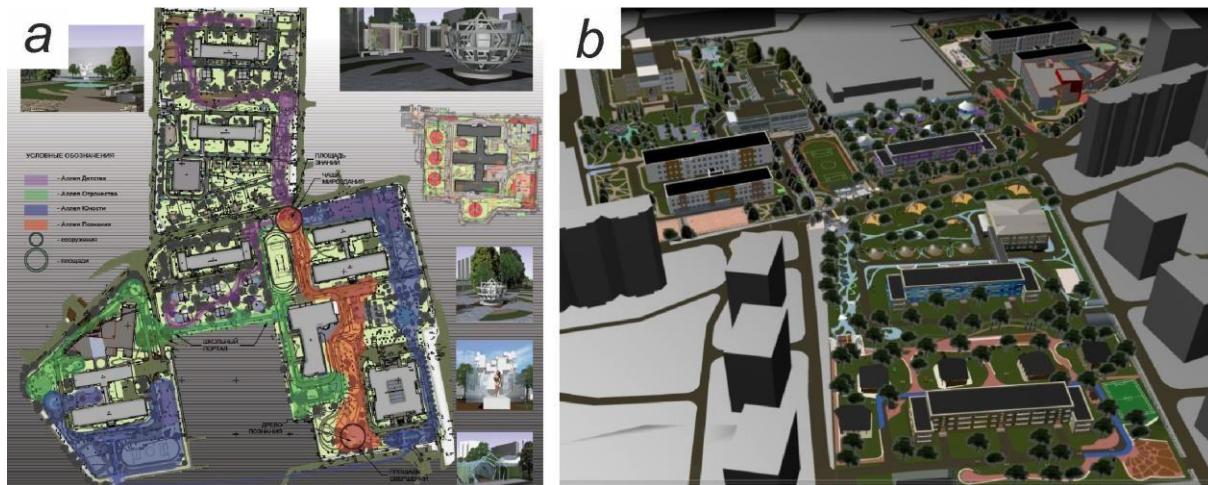 a
b
УСЛОВНЫЕ ОБОЗНАЧЕНИЯ
- Аллея Детства
- Аллея Отрочества
- Аллея Юности
- Аллея Познания
- сооружения
- площади
ПЛОЩАДЬ
ЗНАНИЙ
ЧАША
МИРОЗДАНИЯ
ШКОЛЬНЫЙ
ПОРТАЛ
ДРЕВО
ПОЗНАНИЯ
ПЛОЩАДЬ